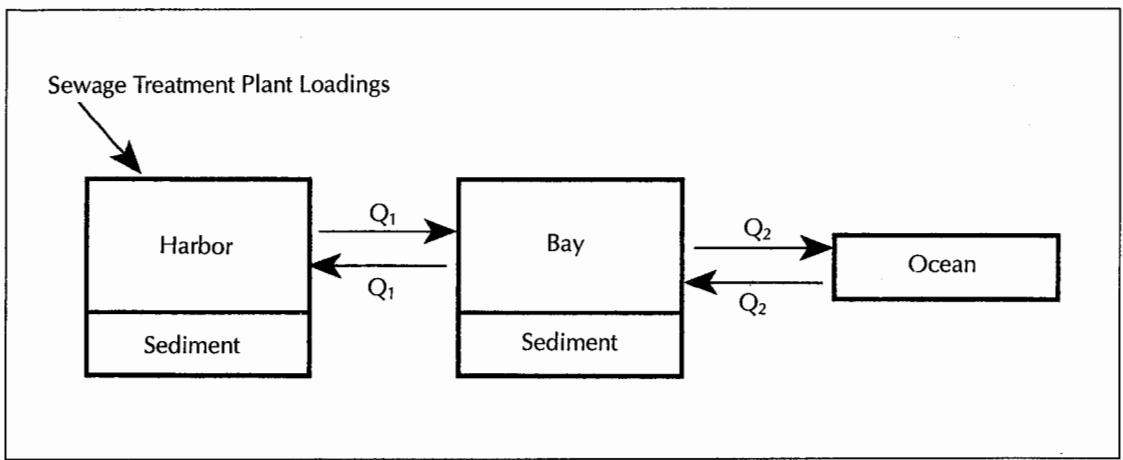 Sewage Treatment Plant Loadings
Harbor
Q₁
Q₁
Sediment
Bay
Sediment
Q₂
Q₂
Ocean